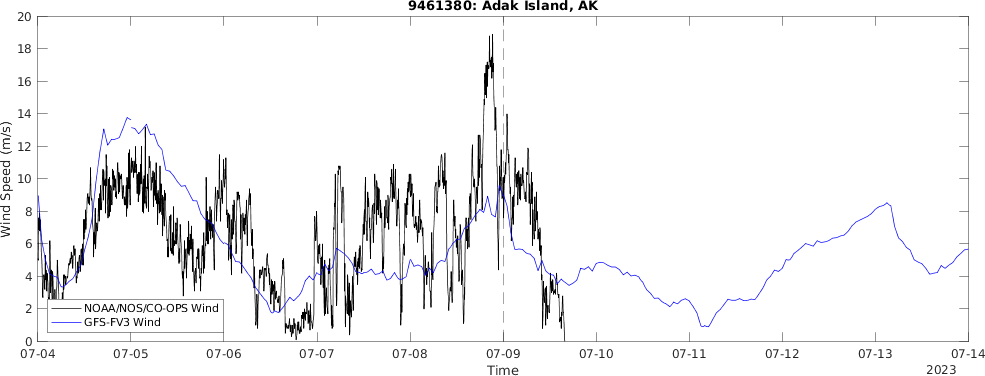 9461380: Adak Island, AK
20
18
16
14
12
10
8
6
4
2
0
Wind Speed (m/s)
NOAA/NOS/CO-OPS Wind
GFS-FV3 Wind
07-04 07-05 07-06 07-07 07-08 07-09 07-10 07-11 07-12 07-13 07-14
Time
2023